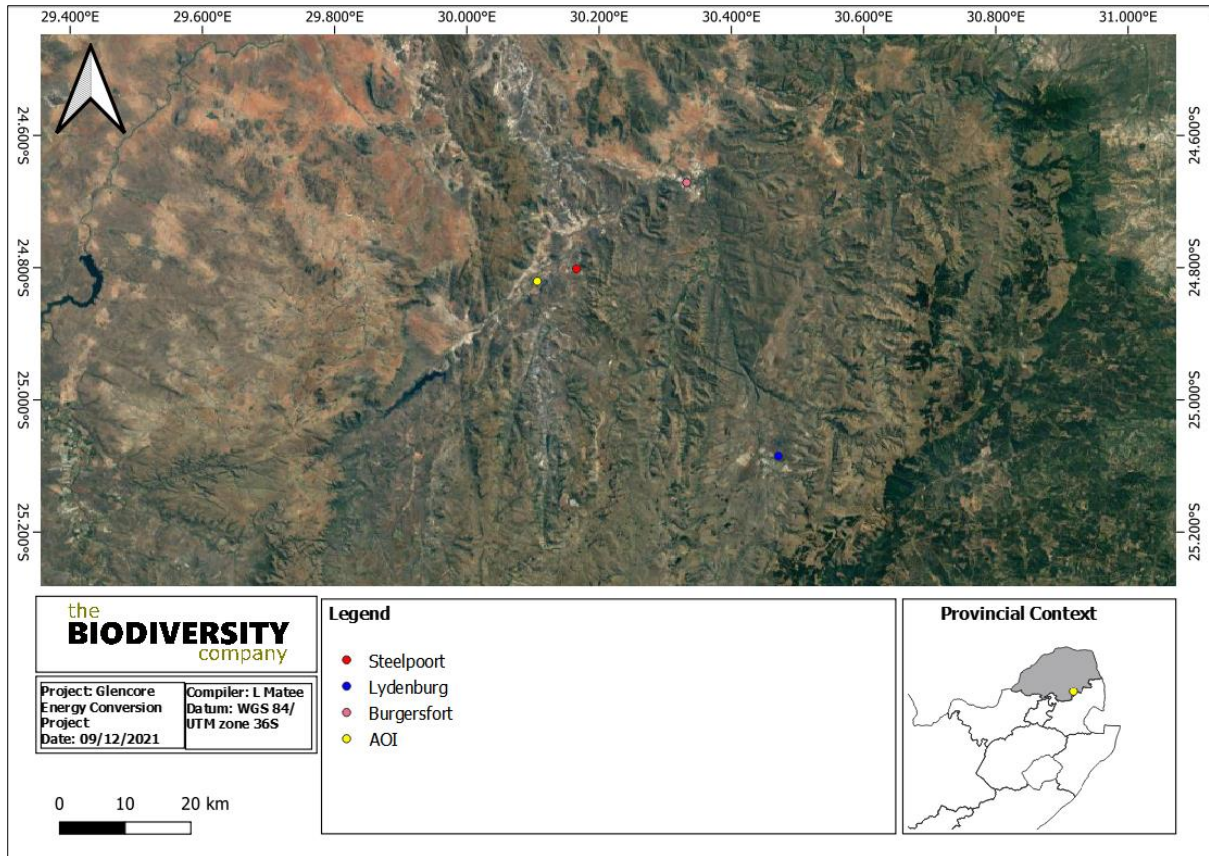 29.400°E 29.600°E 29.800°E 30.000°E 30.200°E 30.400°E 30.600°E 30.800°E 31.000°E
24.600°S 24.600°S
24.800°S 24.800°S
25.000°S 25.000°S
25.200°S 25.200°S
the
BIODIVERSITY
company
Project: Glencore
Energy Conversion
Project
Date: 09/12/2021
Compiler: L Matee
Datum: WGS 84/
UTM zone 36S
0 10 20 km
Legend
Steelpoort
Lydenburg
Burgersfort
AOI
Provincial Context